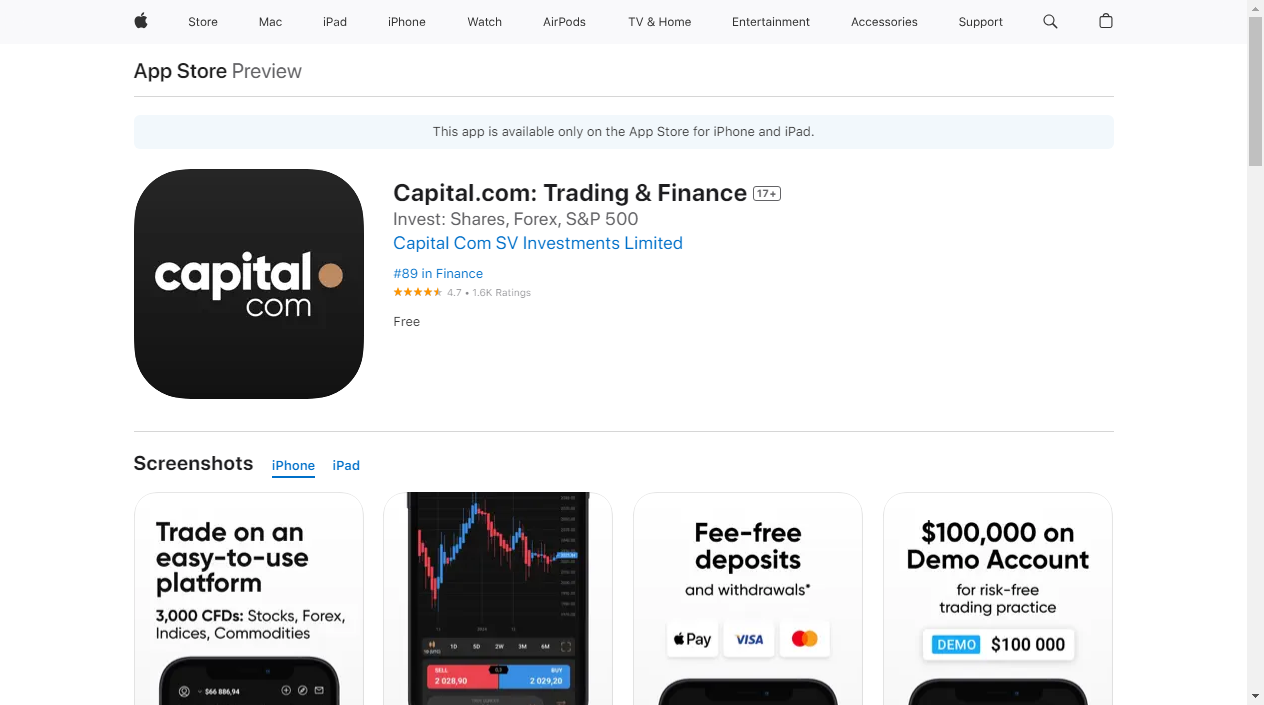 Store Mac iPad iPhone Watch AirPods TV & Home Entertainment Accessories Support
App Store Preview
This app is available only on the App Store for iPhone and iPad.
capital
com
Capital.com: Trading & Finance 17+
Invest: Shares, Forex, S&P 500
Capital Com SV Investments Limited
#89 in Finance
4.7 • 1.6K Ratings
Free
Screenshots iPhone iPad
Trade on an
easy-to-use
platform
3,000 CFDs: Stocks, Forex,
Indices, Commodities
$66 886,94
1D 5D 2W 3M 6M
SELL 0,3 BUY
2 028,90 2 029,20
Fee-free
deposits
and withdrawals*
Pay VISA
$100,000 on
Demo Account
for risk-free
trading practice
DEMO $100 000